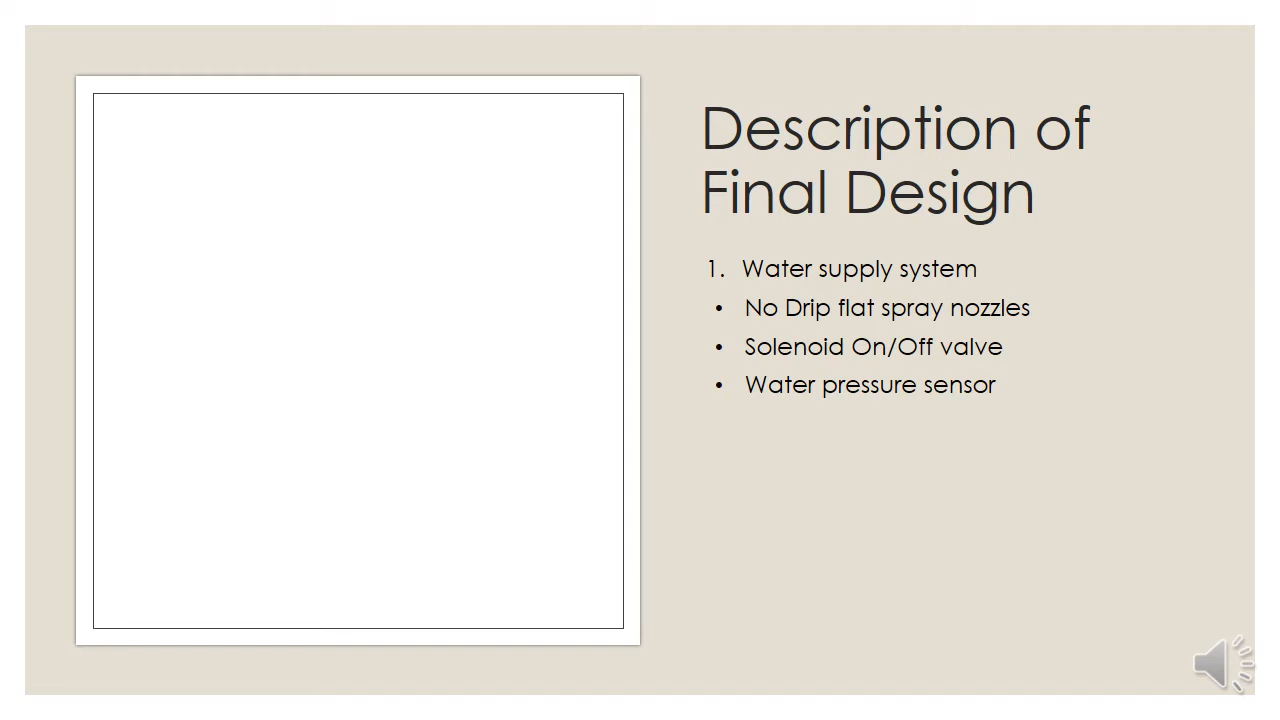 Description of
Final Design
1. Water supply system
• No Drip flat spray nozzles
• Solenoid On/Off valve
• Water pressure sensor